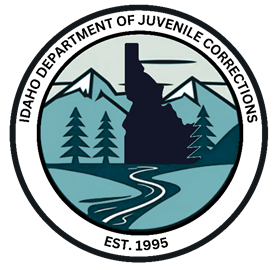 IDAHO DEPARTMENT OF JUVENILE CORRECTIONS
EST. 1995